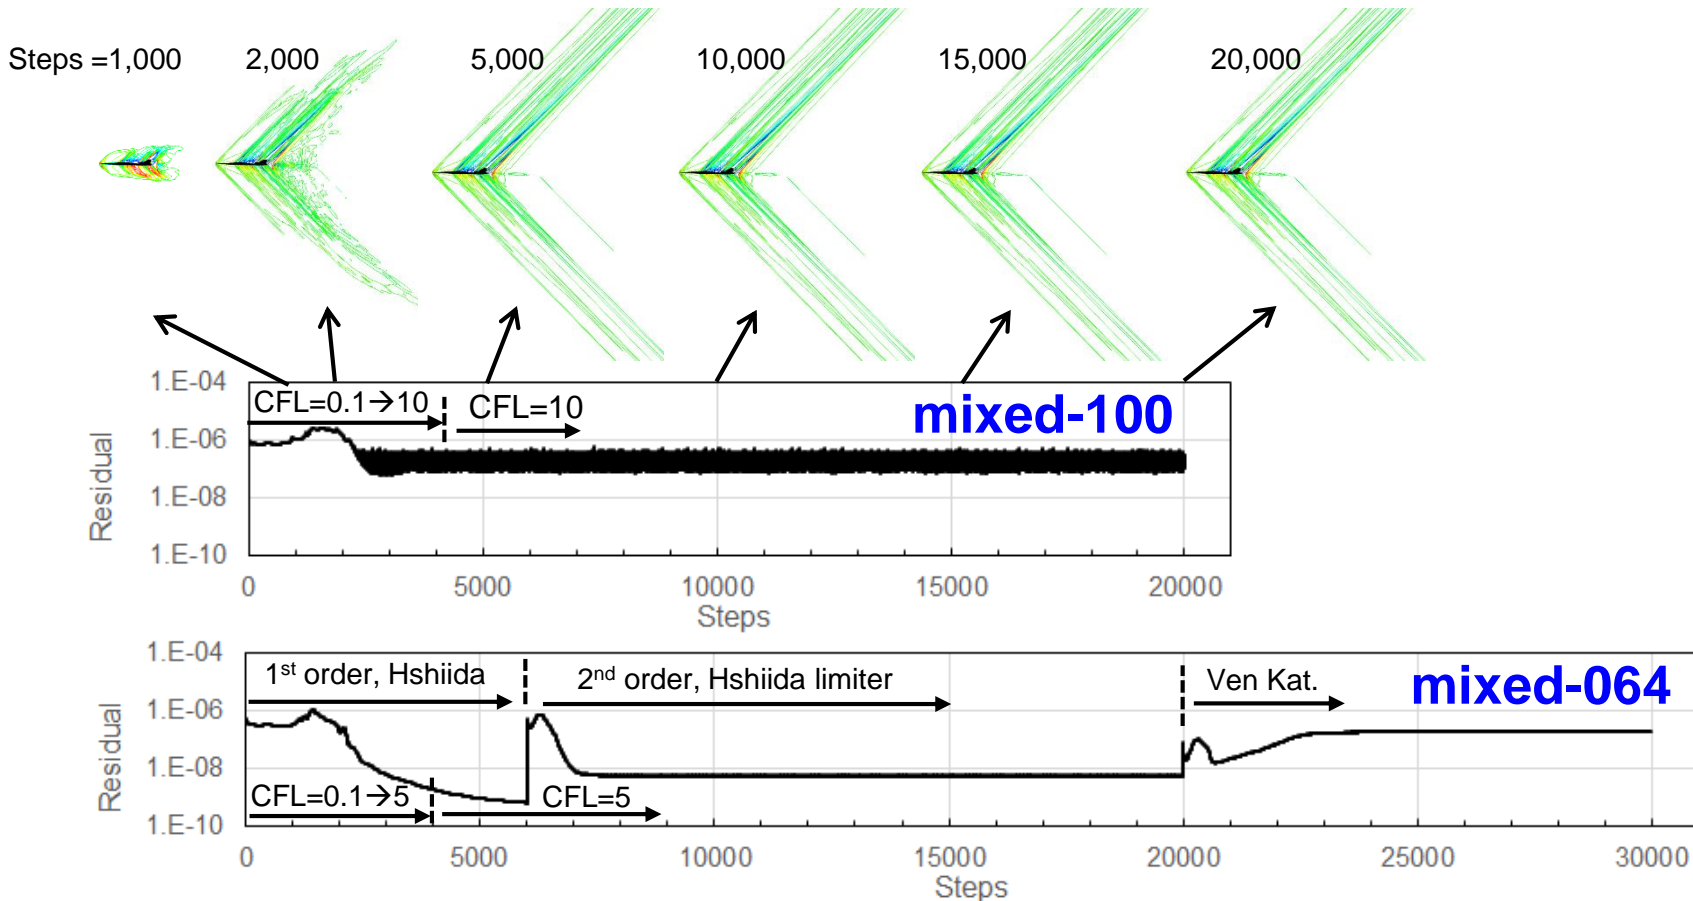 Steps =1,000 2,000 5,000 10,000 15,000 20,000
1.E-04
CFL=0.1→10 CFL=10 mixed-100
1.E-06
Residual
1.E-08
1.E-10
0 5000 10000 15000 20000
Steps
1.E-04
1st order, Hshiida 2nd order, Hshiida limiter Ven Kat. mixed-064
1.E-06
Residual
1.E-08
CFL=0.1→5 CFL=5
1.E-10
0 5000 10000 15000 20000 25000 30000
Steps